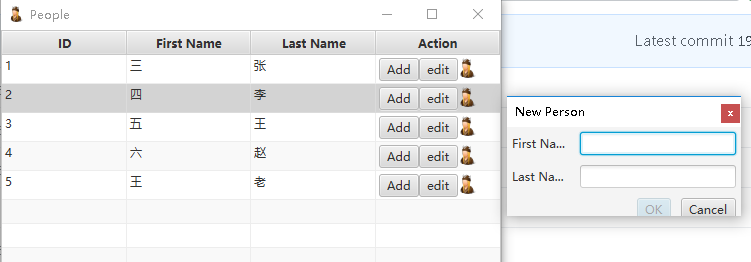 People
ID First Name Last Name Action
1 三 张 Add edit
2 四 李 Add edit
3 五 王 Add edit
4 六 赵 Add edit
5 王 老 Add edit
Latest commit 19
New Person x
First Na...
Last Na...
OK Cancel